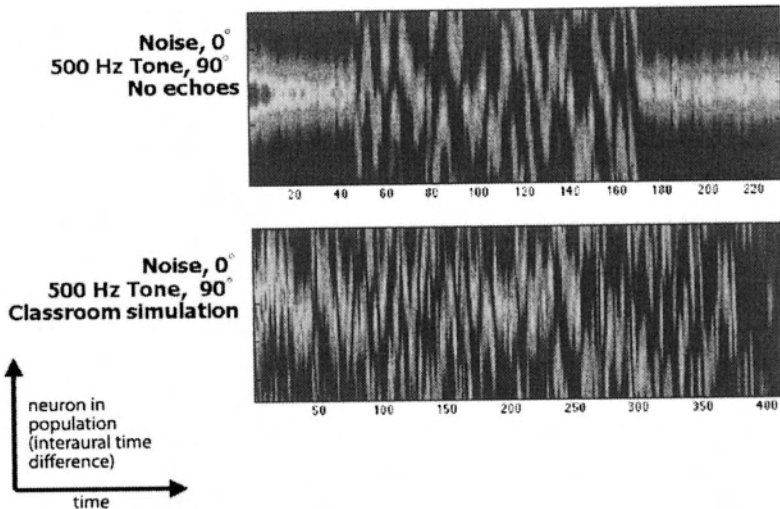 Noise, 0°
500 Hz Tone, 90°
No echoes
20 40 60 80 100 120 140 160 180 200 220
Noise, 0°
500 Hz Tone, 90°
Classroom simulation
50 100 150 200 250 300 350 400
neuron in
population
(interaural time
difference)
time